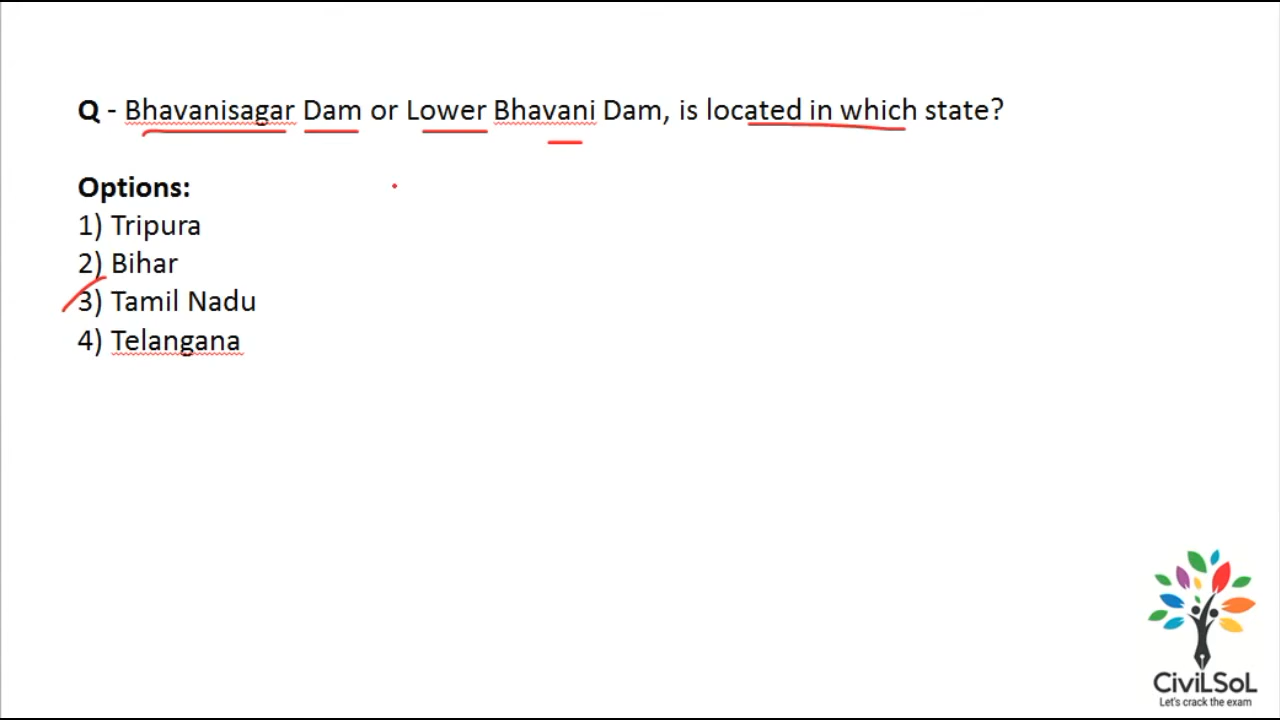 Q - Bhavanisagar Dam or Lower Bhavani Dam, is located in which state?
Options:
1) Tripura
2) Bihar
3) Tamil Nadu
4) Telangana
CiviLSoL
Let's crack the exam